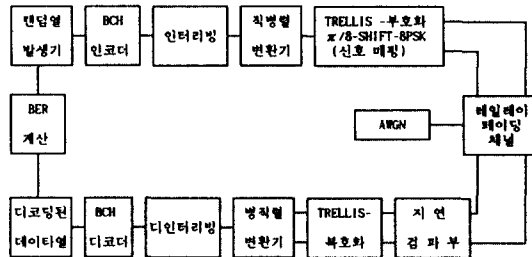 랜덤열
발생기
BCH
인코더
인터리빙
직병렬
변환기
TRELLIS -부호화
π/8-SHIFT-8PSK
(신호 매핑)
BER
계산
AWGN
레일레이
페이딩
채널
디코딩된
데이타열
BCH
디코더
디인터리빙
병직렬
변환기
TRELLIS-
복호화
지 연
검 파 부